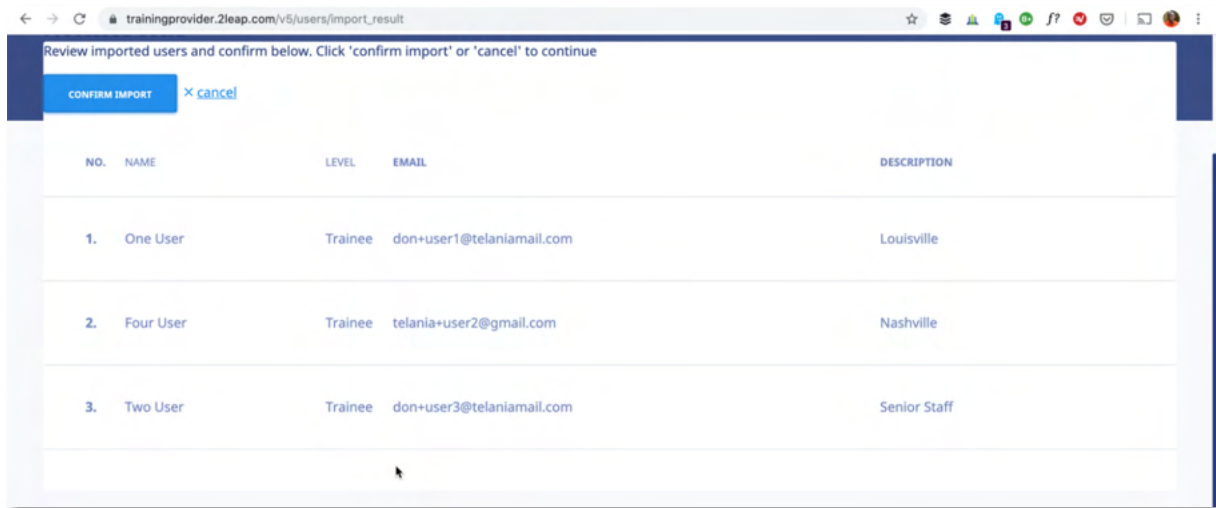 trainingprovider.2leap.com/v5/users/import_result
Review imported users and confirm below. Click 'confirm import' or 'cancel' to continue
CONFIRM IMPORT × cancel
NO. NAME LEVEL EMAIL DESCRIPTION
1. One User Trainee don+user1@telaniamail.com Louisville
2. Four User Trainee telania+user2@gmail.com Nashville
3. Two User Trainee don+user3@telaniamail.com Senior Staff